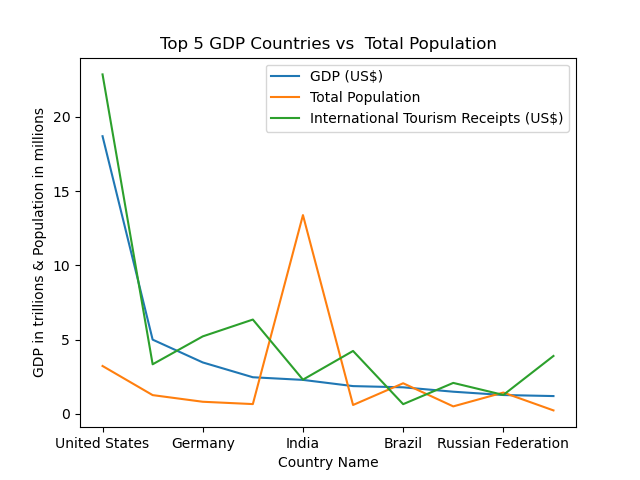 Top 5 GDP Countries vs  Total Population
GDP (US$)
Total Population
International Tourism Receipts (US$)
GDP in trillions & Population in millions
20
15
10
5
0
United States
Germany
India
Brazil
Russian Federation
Country Name